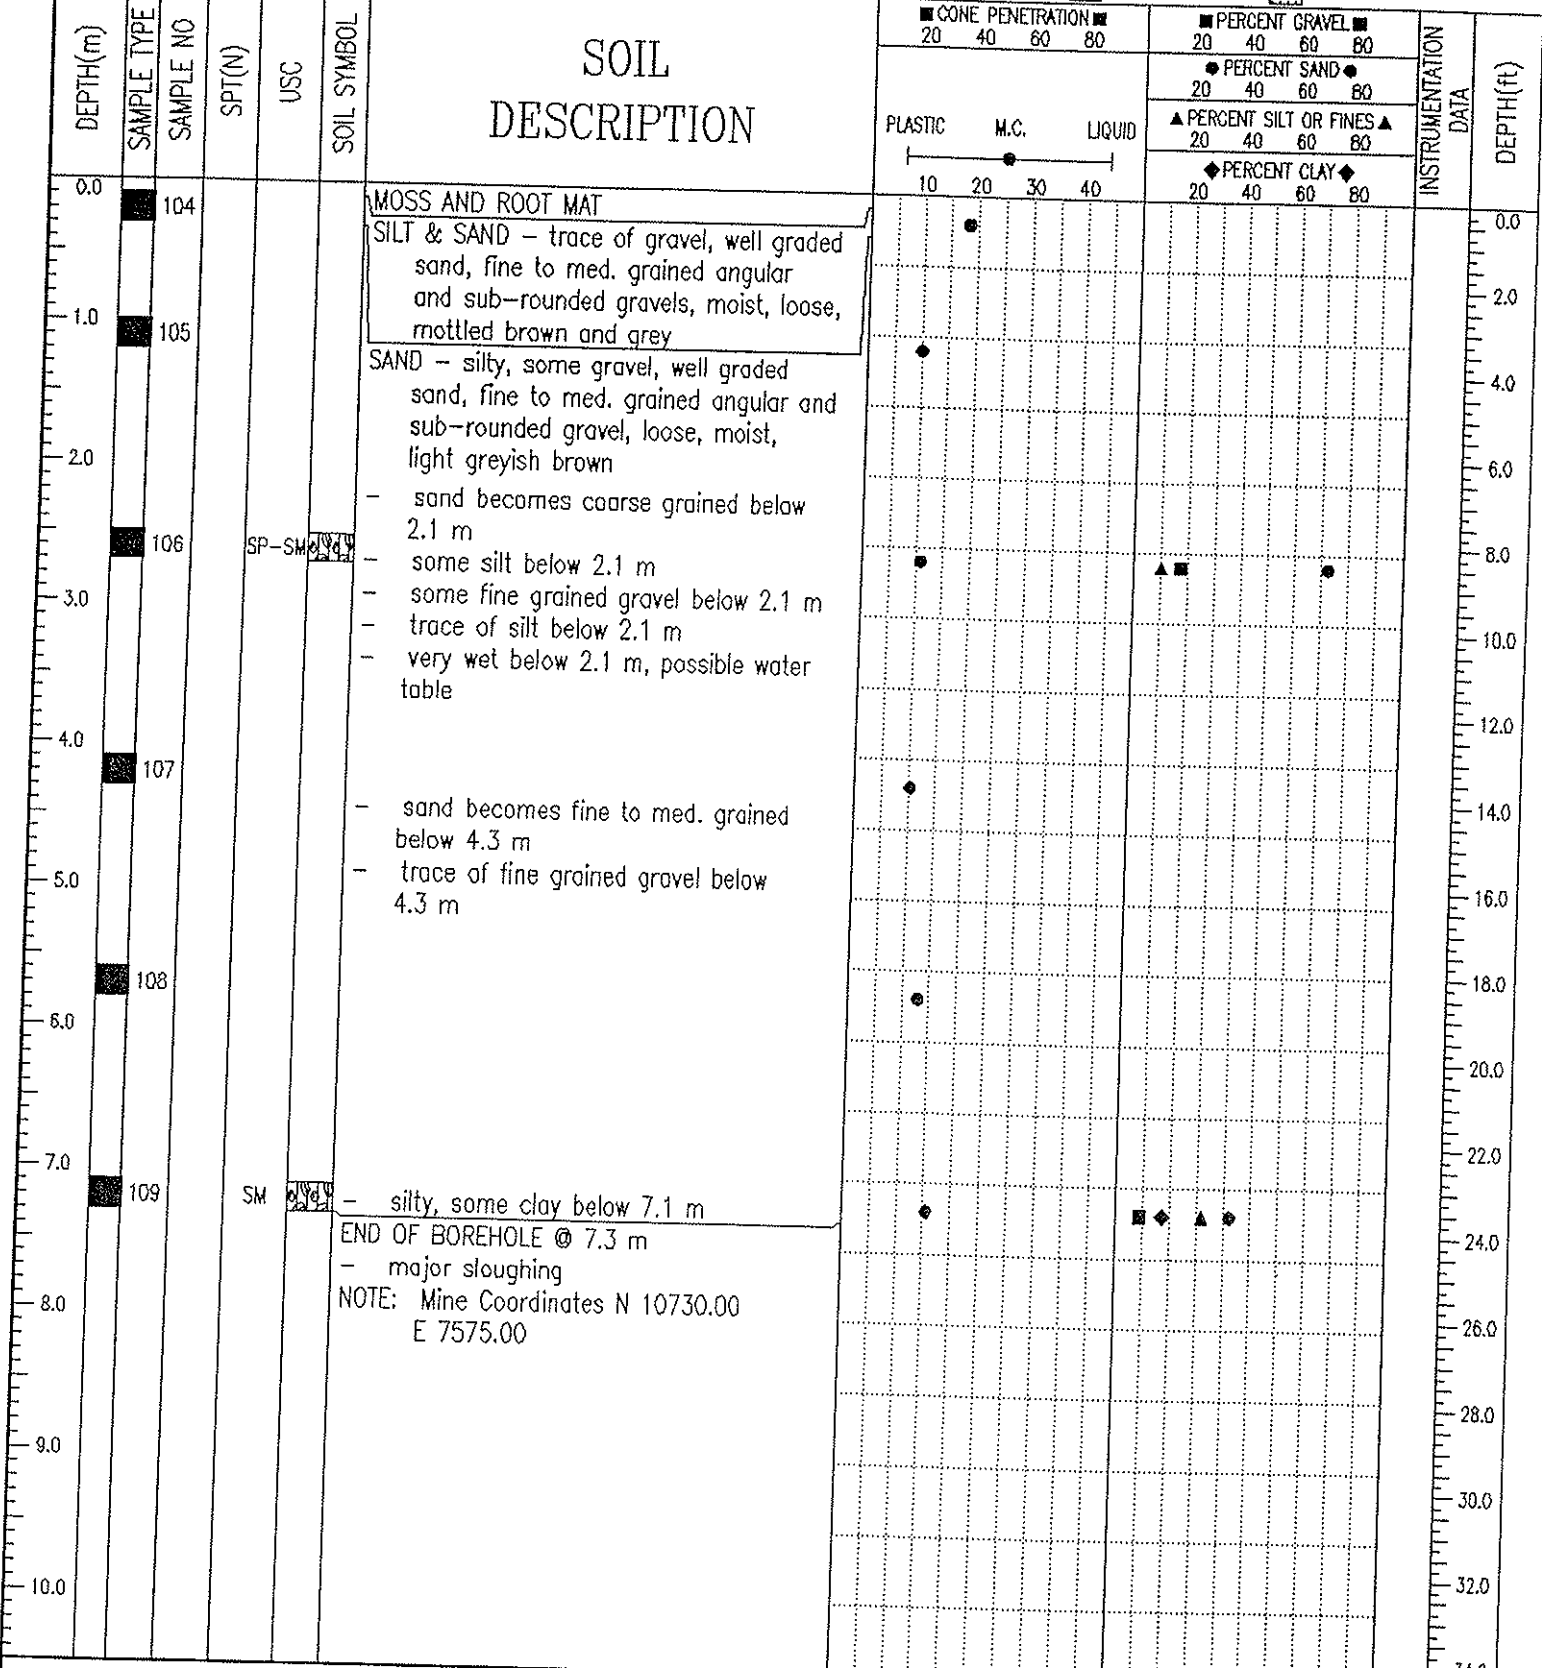 DEPTH(m)
SAMPLE TYPE
SAMPLE NO
SPT(N)
USC
SOIL SYMBOL
SOIL
DESCRIPTION
■ CONE PENETRATION ■
20 40 60 80
PLASTIC M.C. LIQUID
10 20 30 40
■ PERCENT GRAVEL ■
20 40 60 80
● PERCENT SAND ●
20 40 60 80
▲ PERCENT SILT OR FINES ▲
20 40 60 80
◆ PERCENT CLAY ◆
20 40 60 80
INSTRUMENTATION
DATA
DEPTH(ft)
0.0
104
MOSS AND ROOT MAT
0.0
SILT & SAND – trace of gravel, well graded
sand, fine to med. grained angular
and sub-rounded gravels, moist, loose,
mottled brown and grey
2.0
1.0
105
SAND – silty, some gravel, well graded
sand, fine to med. grained angular and
sub-rounded gravel, loose, moist,
light greyish brown
4.0
2.0
6.0
– sand becomes coarse grained below
2.1 m
106
SP-SM
– some silt below 2.1 m
8.0
3.0
– some fine grained gravel below 2.1 m
– trace of silt below 2.1 m
– very wet below 2.1 m, possible water
table
10.0
4.0
12.0
107
– sand becomes fine to med. grained
below 4.3 m
14.0
5.0
– trace of fine grained gravel below
4.3 m
16.0
108
18.0
6.0
20.0
7.0
22.0
109
SM
– silty, some clay below 7.1 m
END OF BOREHOLE @ 7.3 m
24.0
– major sloughing
8.0
NOTE: Mine Coordinates N 10730.00
E 7575.00
26.0
28.0
9.0
30.0
10.0
32.0